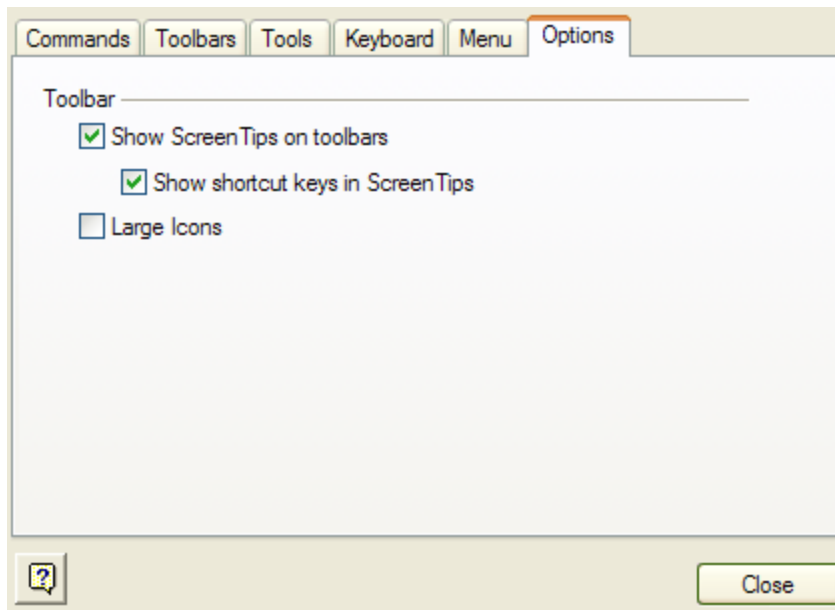 Commands Toolbars Tools Keyboard Menu Options
Toolbar
Show ScreenTips on toolbars
Show shortcut keys in ScreenTips
Large Icons
?
Close